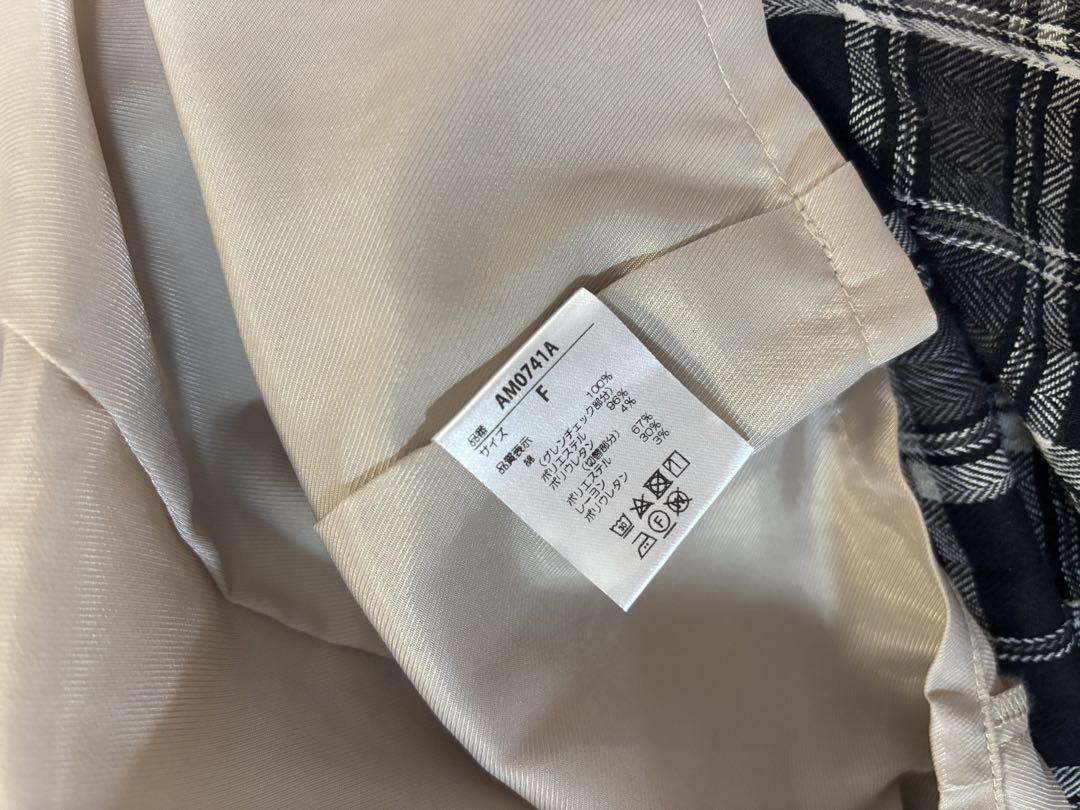 品番 AM0741A
サイズ F
品質表示
綿 100%
(グレンチェック部分)
ポリエステル 96%
ポリウレタン 4%
(切替部分)
ポリエステル 67%
レーヨン 30%
ポリウレタン 3%
30
F
W